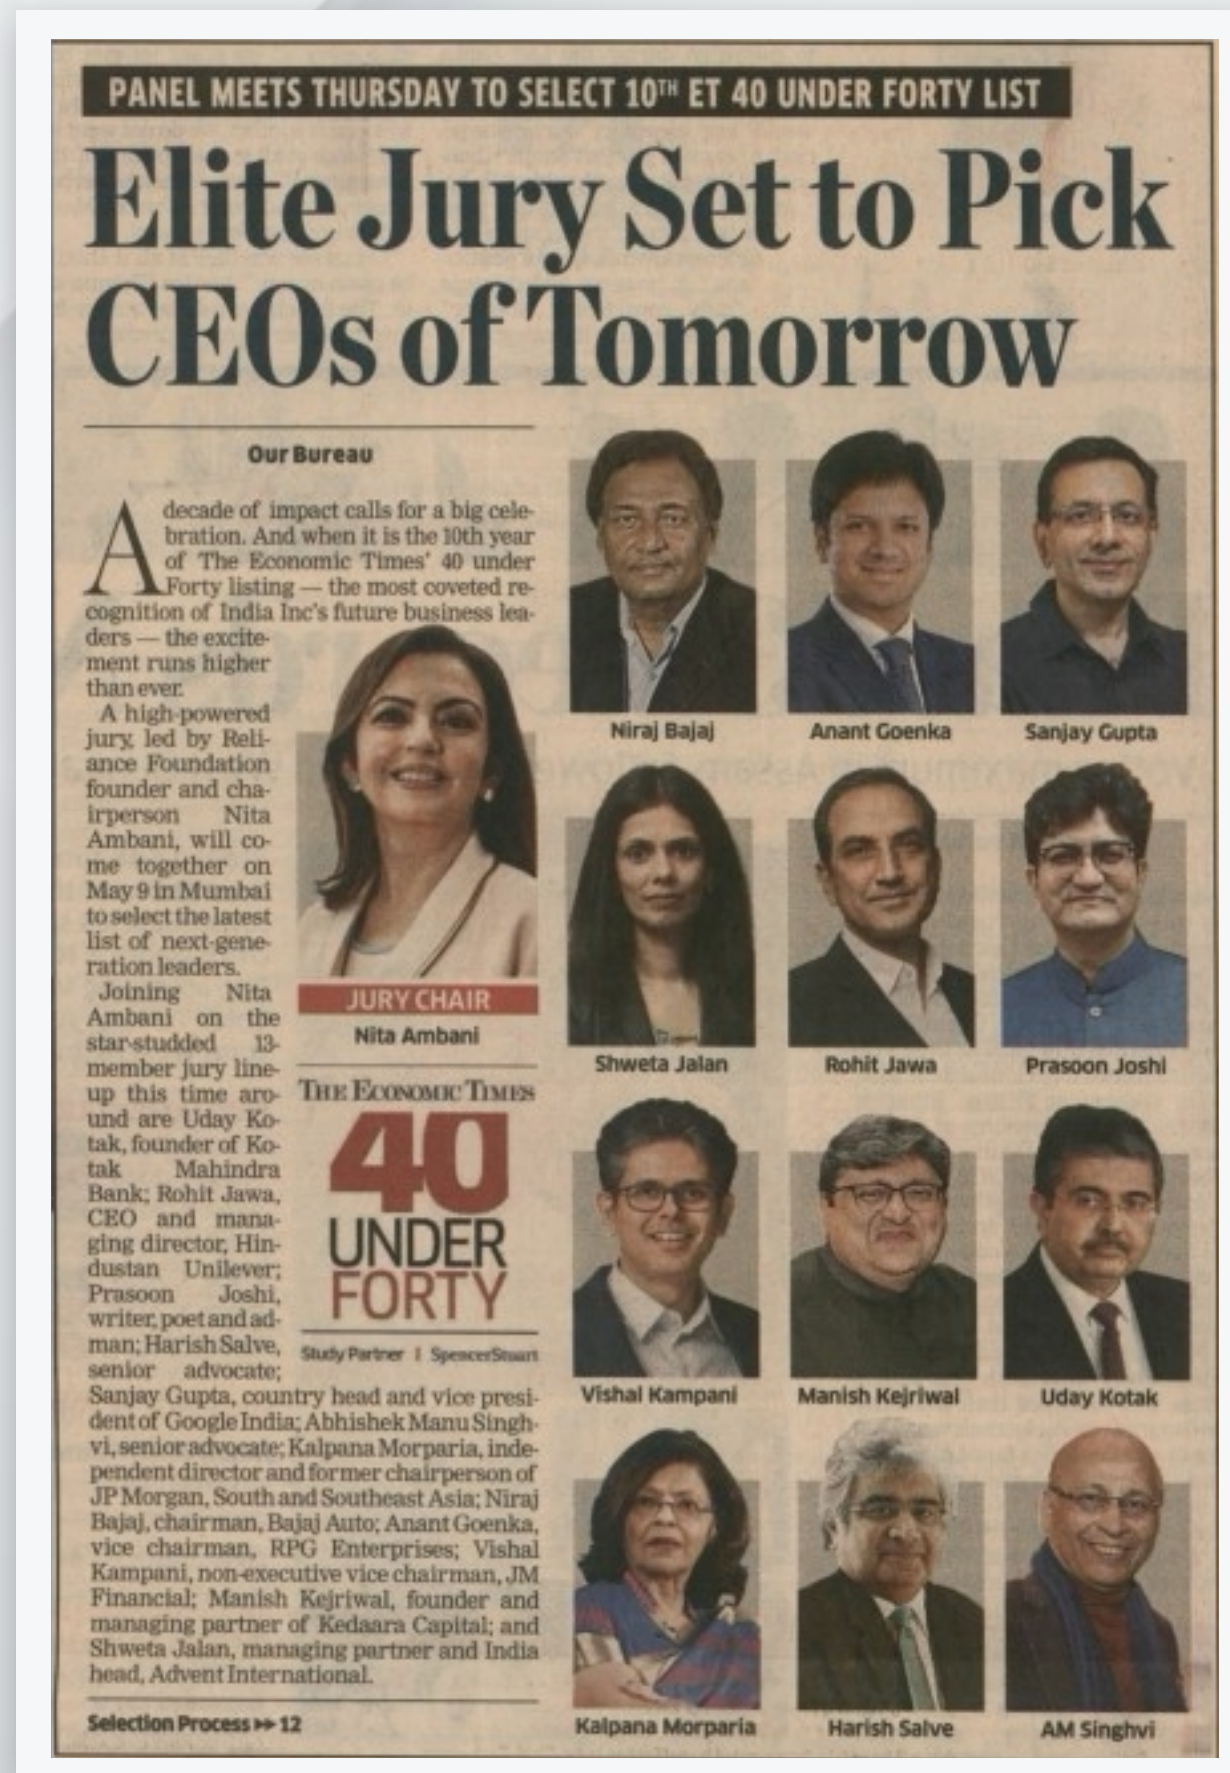 PANEL MEETS THURSDAY TO SELECT 10TH ET 40 UNDER FORTY LIST
Elite Jury Set to Pick
CEOs of Tomorrow
Our Bureau
A decade of impact calls for a big cele-
bration. And when it is the 10th year
of The Economic Times' 40 under
Forty listing — the most coveted re-
cognition of India Inc's future business lea-
ders — the excite-
ment runs higher
than ever.
A high-powered
jury, led by Reli-
ance Foundation
founder and cha-
irperson Nita
Ambani, will co-
me together on
May 9 in Mumbai
to select the latest
list of next-gene-
ration leaders.
Joining Nita
Ambani on the
star-studded 13-
member jury line-
up this time aro-
und are Uday Ko-
tak, founder of Ko-
tak Mahindra
Bank; Rohit Jawa,
CEO and mana-
ging director, Hin-
dustan Unilever;
Prasoon Joshi,
writer, poet and ad-
man; Harish Salve,
senior advocate;
Sanjay Gupta, country head and vice presi-
dent of Google India; Abhishek Manu Singh-
vi, senior advocate; Kalpana Morparia, inde-
pendent director and former chairperson of
JP Morgan, South and Southeast Asia; Niraj
Bajaj, chairman, Bajaj Auto; Anant Goenka,
vice chairman, RPG Enterprises; Vishal
Kampani, non-executive vice chairman, JM
Financial; Manish Kejriwal, founder and
managing partner of Kedaara Capital; and
Shweta Jalan, managing partner and India
head, Advent International.
Selection Process ▸▸ 12
JURY CHAIR
Nita Ambani
THE ECONOMIC TIMES
40
UNDER
FORTY
Study Partner | SpencerStuart
Niraj Bajaj Anant Goenka Sanjay Gupta
Shweta Jalan Rohit Jawa Prasoon Joshi
Vishal Kampani Manish Kejriwal Uday Kotak
Kalpana Morparia Harish Salve AM Singhvi